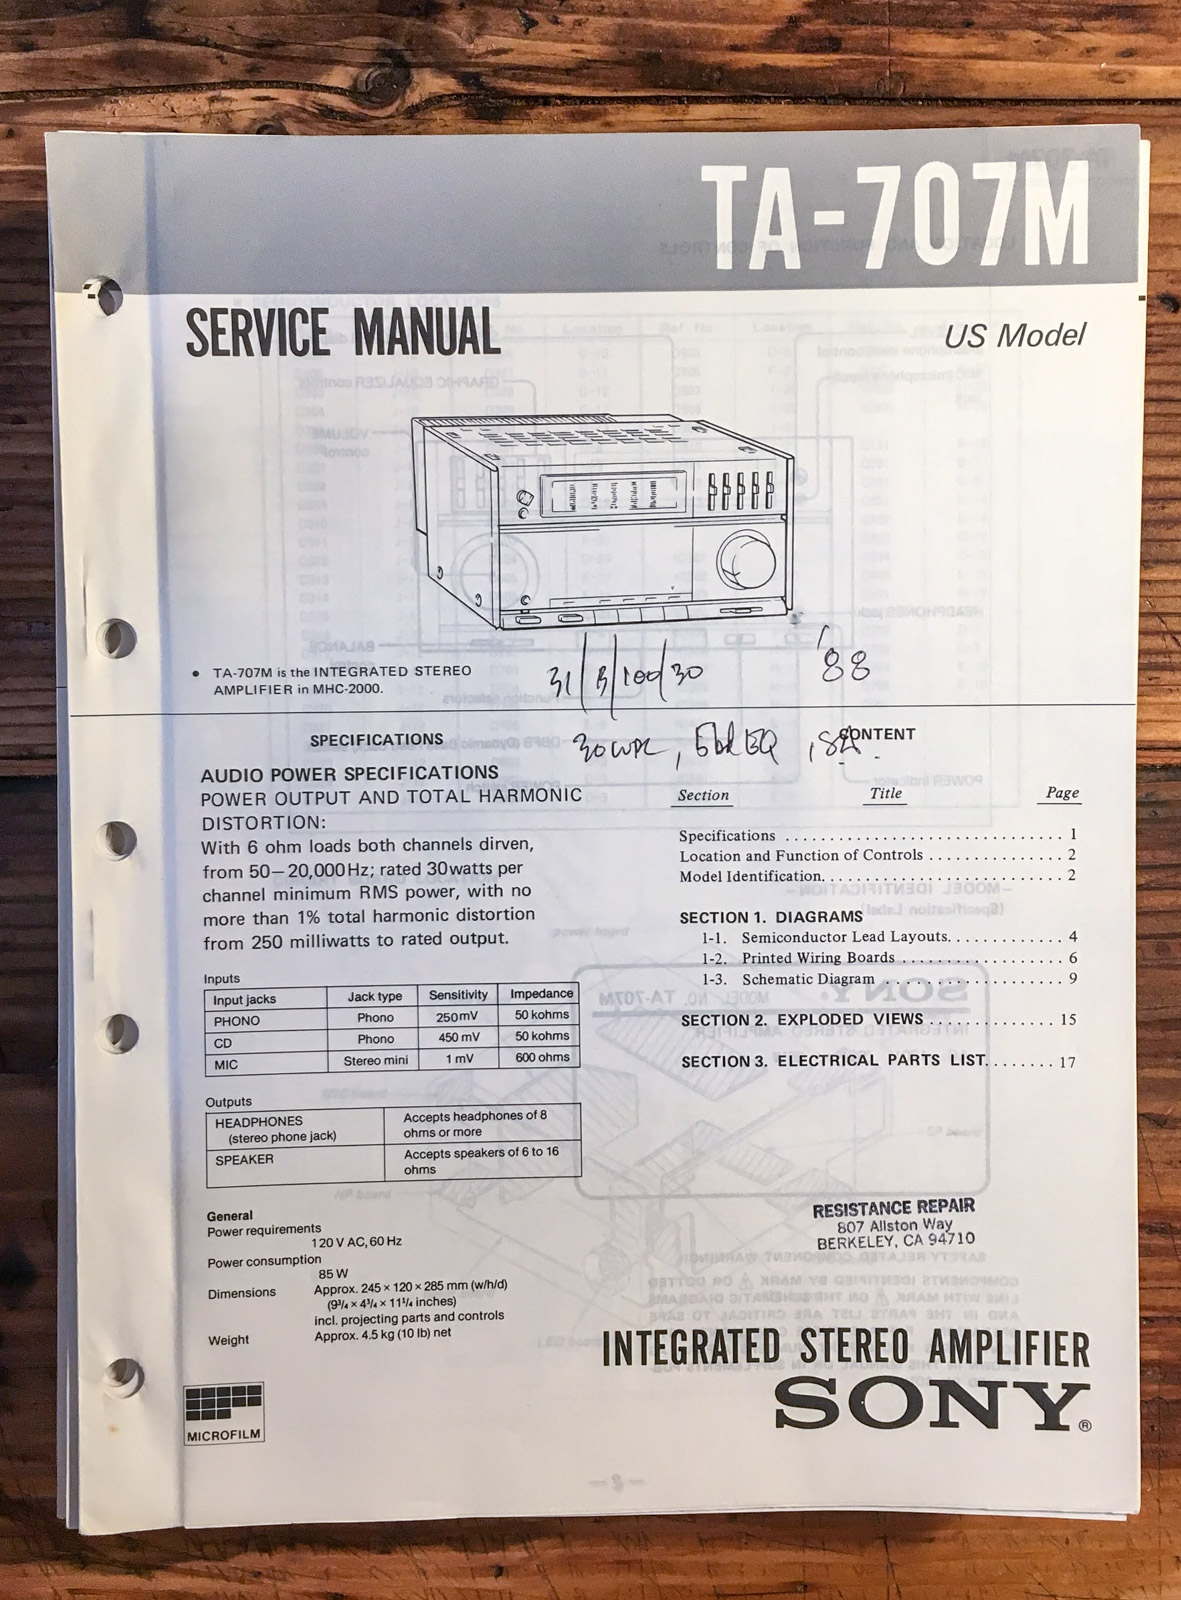 TA-707M
SERVICE MANUAL
US Model
• TA-707M is the INTEGRATED STEREO
AMPLIFIER in MHC-2000.
'88
SPECIFICATIONS
AUDIO POWER SPECIFICATIONS
POWER OUTPUT AND TOTAL HARMONIC
DISTORTION:
With 6 ohm loads both channels dirven,
from 50–20,000Hz; rated 30watts per
channel minimum RMS power, with no
more than 1% total harmonic distortion
from 250 milliwatts to rated output.
Inputs
Input jacks Jack type Sensitivity Impedance
PHONO Phono 250mV 50 kohms
CD Phono 450 mV 50 kohms
MIC Stereo mini 1 mV 600 ohms
Outputs
HEADPHONES
(stereo phone jack)
Accepts headphones of 8
ohms or more
SPEAKER
Accepts speakers of 6 to 16
ohms
General
Power requirements
120 V AC, 60 Hz
Power consumption
85 W
Dimensions Approx. 245 × 120 × 285 mm (w/h/d)
(9¾ × 4¾ × 11¼ inches)
incl. projecting parts and controls
Weight Approx. 4.5 kg (10 lb) net
MICROFILM
CONTENT
Section Title Page
Specifications . . . . . . . . . . . . . . . . . . . . . . . . . . . . . 1
Location and Function of Controls . . . . . . . . . . . . . . 2
Model Identification. . . . . . . . . . . . . . . . . . . . . . . . . 2
SECTION 1. DIAGRAMS
1-1. Semiconductor Lead Layouts. . . . . . . . . . . . 4
1-2. Printed Wiring Boards . . . . . . . . . . . . . . . . . 6
1-3. Schematic Diagram . . . . . . . . . . . . . . . . . . . 9
SECTION 2. EXPLODED VIEWS . . . . . . . . . . . . . 15
SECTION 3. ELECTRICAL PARTS LIST. . . . . . . . 17
RESISTANCE REPAIR
807 Allston Way
BERKELEY, CA 94710
INTEGRATED STEREO AMPLIFIER
SONY®